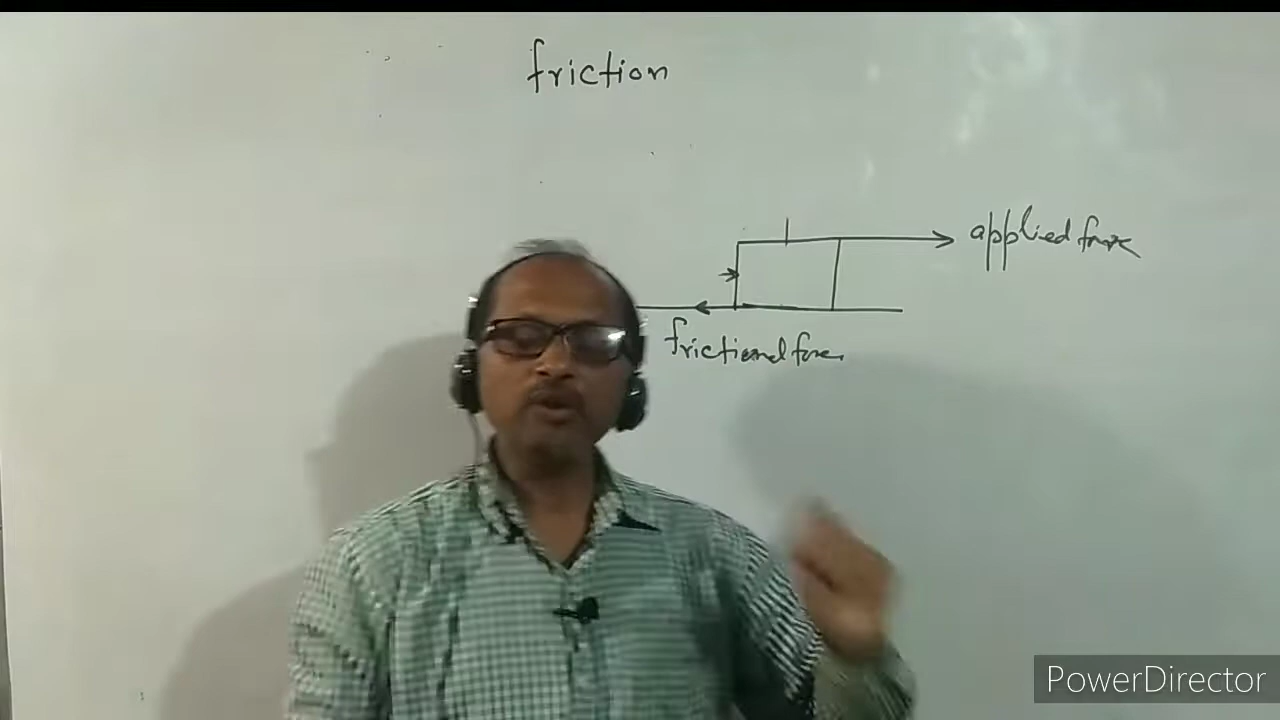 friction
applied force
frictional force
PowerDirector